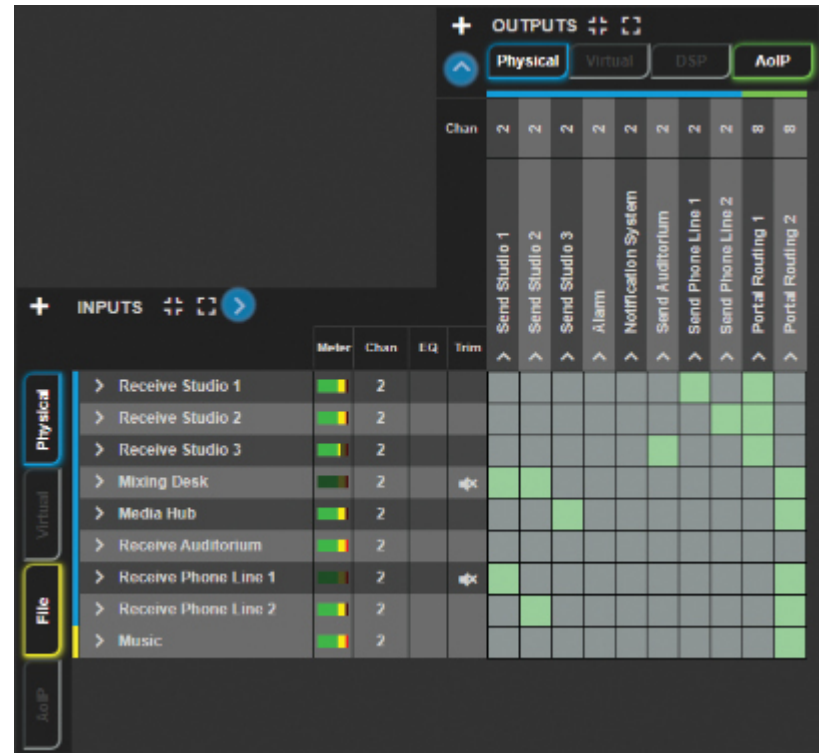 + OUTPUTS
Physical Virtual DSP AoIP
Chan 2 2 2 2 2 2 2 2 8 8
Send Studio 1
Send Studio 2
Send Studio 3
Alarm
Notification System
Send Auditorium
Send Phone Line 1
Send Phone Line 2
Portal Routing 1
Portal Routing 2
+ INPUTS
Meter Chan EQ Trim
Physical
Virtual
File
AoIP
> Receive Studio 1 2
> Receive Studio 2 2
> Receive Studio 3 2
> Mixing Desk 2
> Media Hub 2
> Receive Auditorium 2
> Receive Phone Line 1 2
> Receive Phone Line 2 2
> Music 2